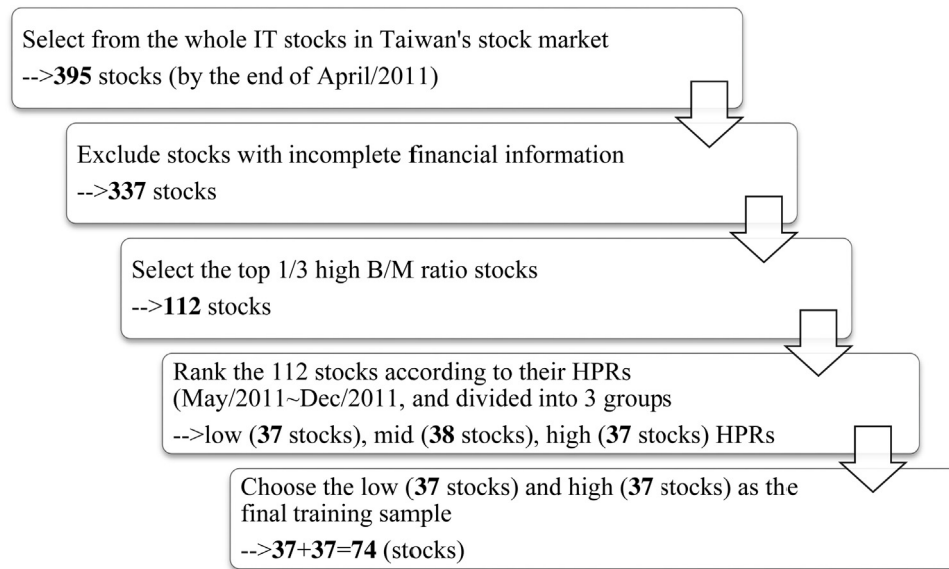 Select from the whole IT stocks in Taiwan's stock market
-->395 stocks (by the end of April/2011)
Exclude stocks with incomplete financial information
-->337 stocks
Select the top 1/3 high B/M ratio stocks
-->112 stocks
Rank the 112 stocks according to their HPRs
(May/2011~Dec/2011, and divided into 3 groups
-->low (37 stocks), mid (38 stocks), high (37 stocks) HPRs
Choose the low (37 stocks) and high (37 stocks) as the
final training sample
-->37+37=74 (stocks)